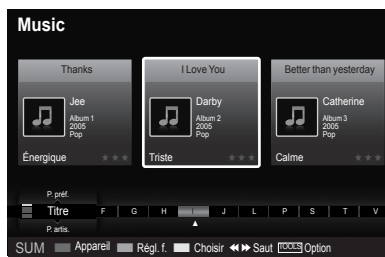 Music
Thanks
I Love You
Better than yesterday
Jee
Album 1
2005
Pop
Darby
Album 2
2005
Pop
Catherine
Album 3
2005
Pop
Énergique
Triste
Calme
P. préf.
Titre F G H I J L P S T V
P. artis.
SUM Appareil Régl. f. Choisir Saut TOOLS Option